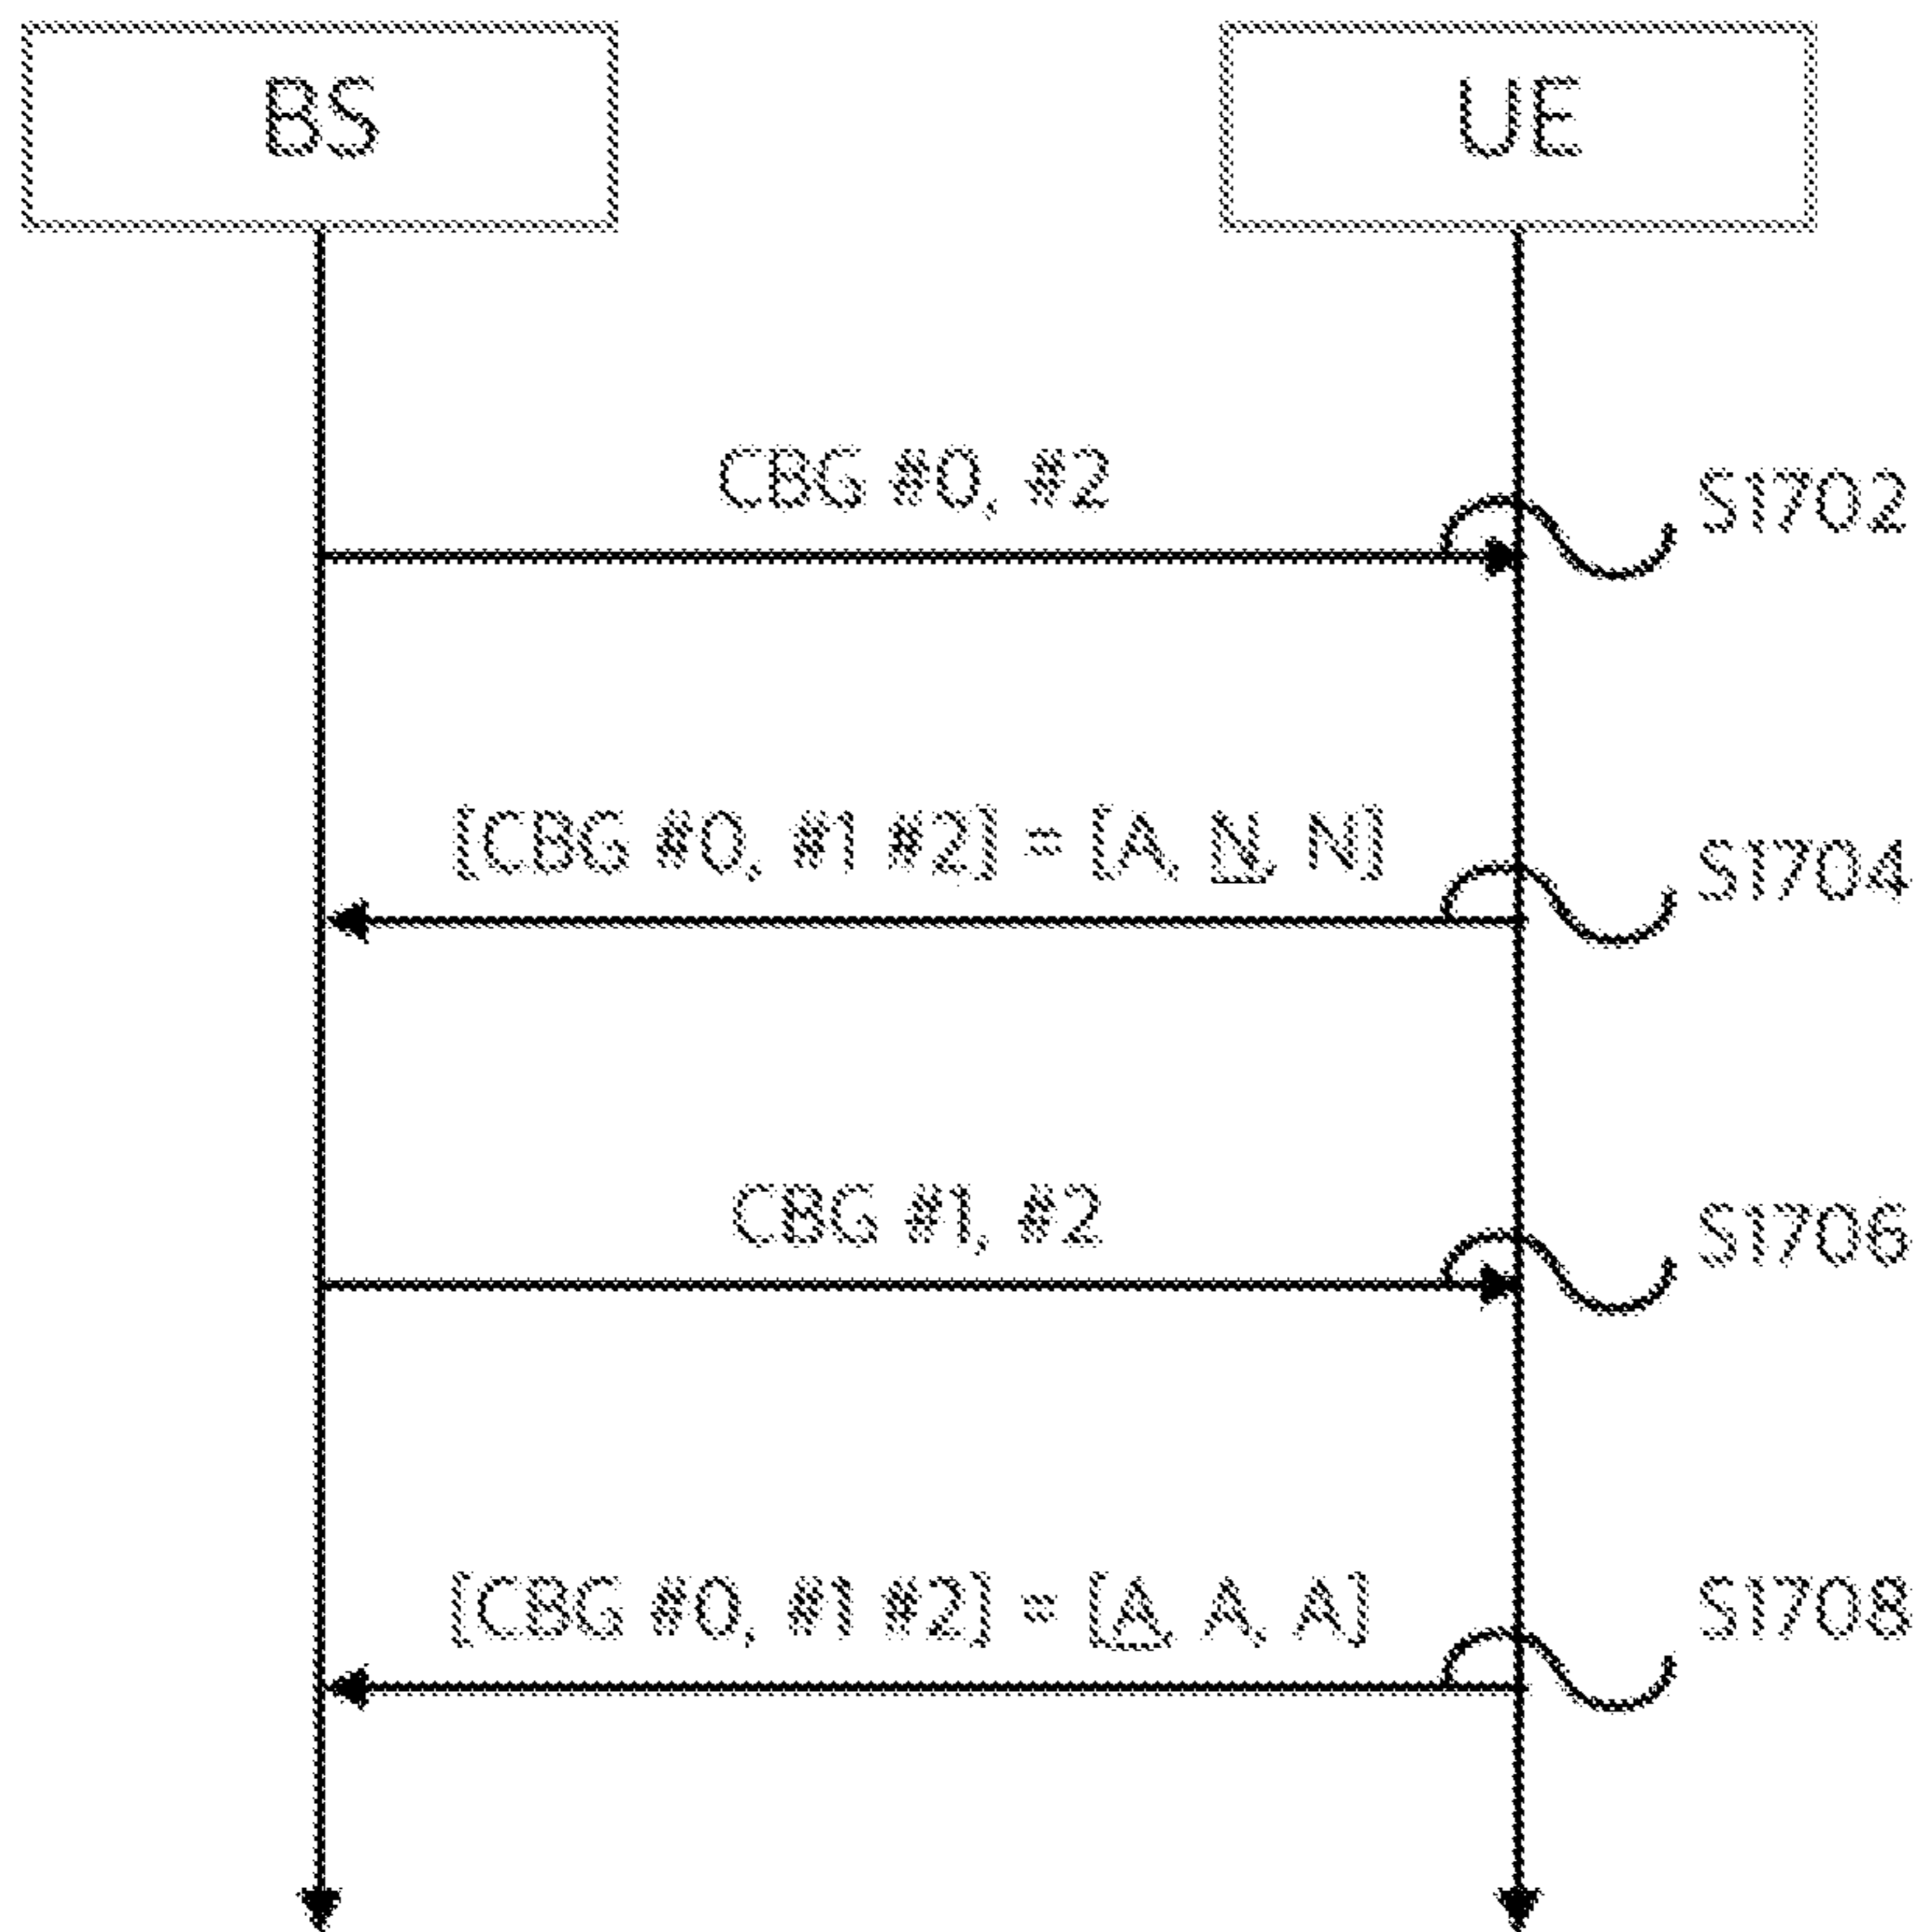 BS
UE
CBG #0, #2
S1702
[CBG #0, #1 #2] = [A, N, N]
S1704
CBG #1, #2
S1706
[CBG #0, #1 #2] = [A, A, A]
S1708